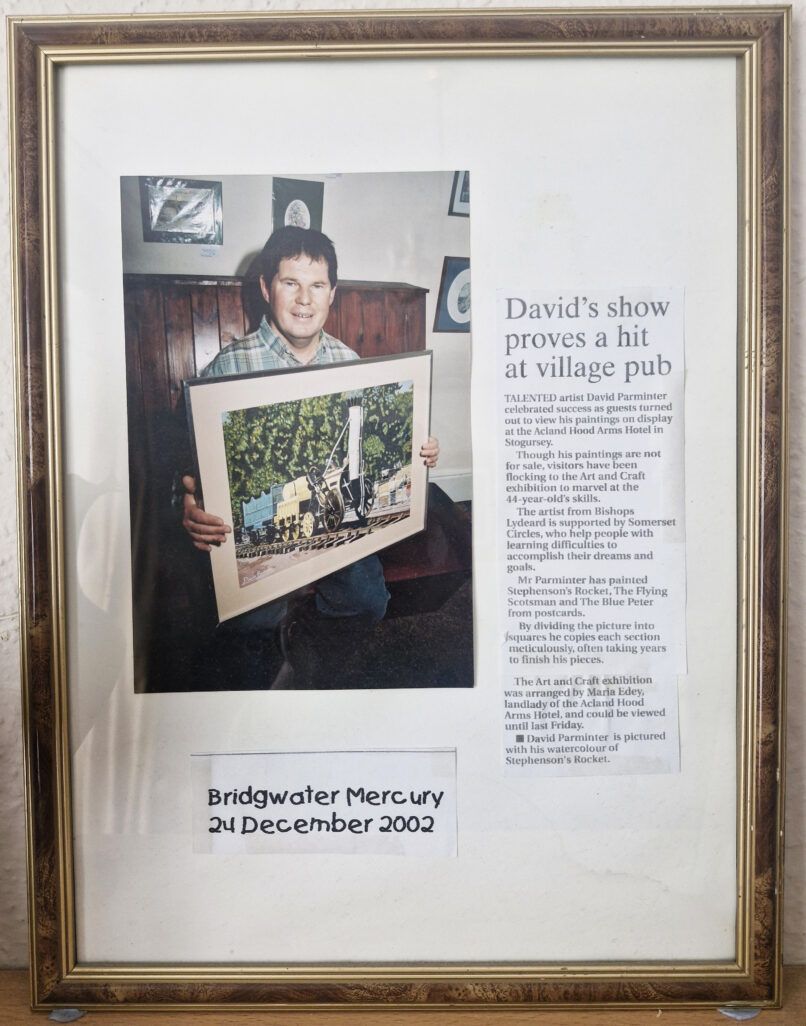 David's show
proves a hit
at village pub
TALENTED artist David Parminter
celebrated success as guests turned
out to view his paintings on display
at the Acland Hood Arms Hotel in
Stogursey.
Though his paintings are not
for sale, visitors have been
flocking to the Art and Craft
exhibition to marvel at the
44-year-old's skills.
The artist from Bishops
Lydeard is supported by Somerset
Circles, who help people with
learning difficulties to
accomplish their dreams and
goals.
Mr Parminter has painted
Stephenson's Rocket, The Flying
Scotsman and The Blue Peter
from postcards.
By dividing the picture into
squares he copies each section
meticulously, often taking years
to finish his pieces.
The Art and Craft exhibition
was arranged by Maria Edey,
landlady of the Acland Hood
Arms Hotel, and could be viewed
until last Friday.
■ David Parminter is pictured
with his watercolour of
Stephenson's Rocket.
Bridgwater Mercury
24 December 2002